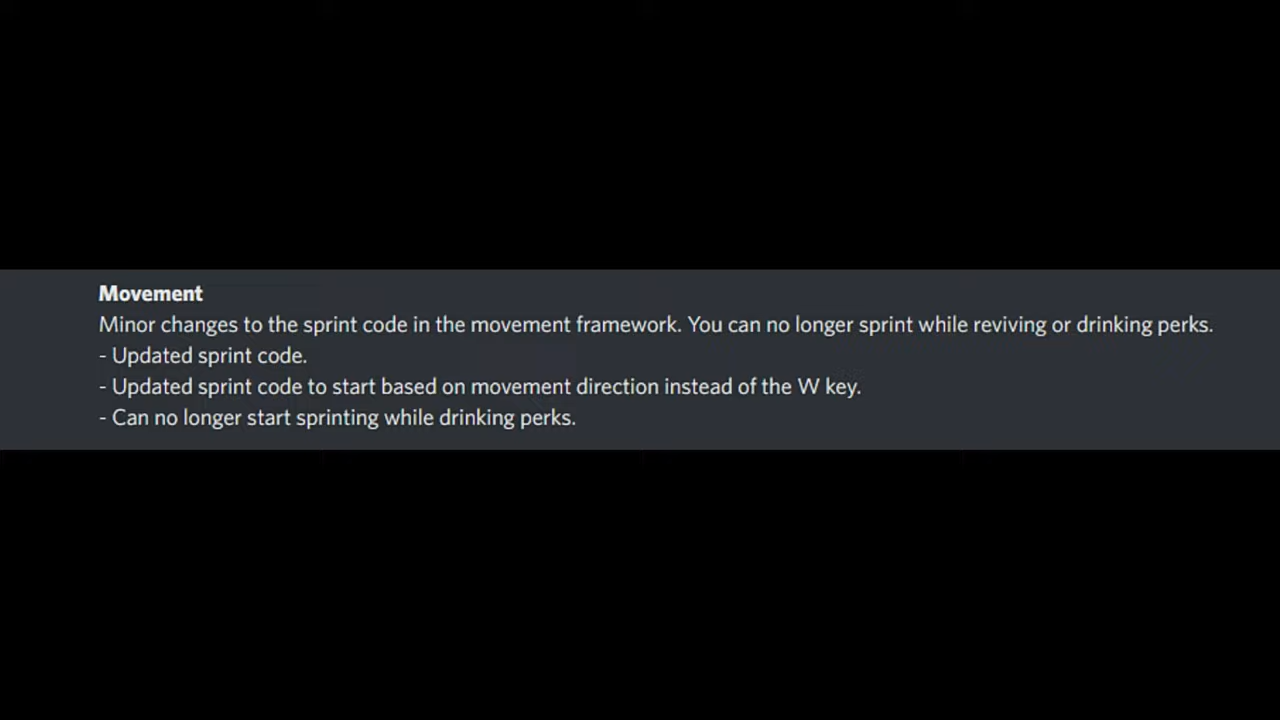 Movement
Minor changes to the sprint code in the movement framework. You can no longer sprint while reviving or drinking perks.
- Updated sprint code.
- Updated sprint code to start based on movement direction instead of the W key.
- Can no longer start sprinting while drinking perks.